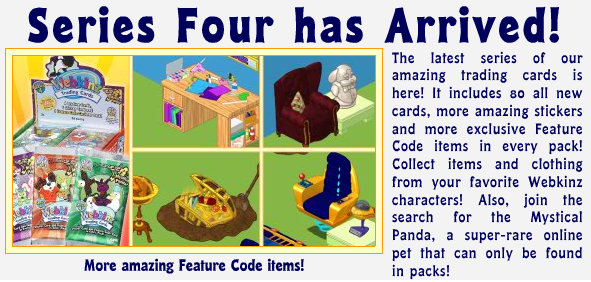 Series Four has Arrived!
Webkinz
Trading Cards
The latest series of our
amazing trading cards is
here! It includes 80 all new
cards, more amazing stickers
and more exclusive Feature
Code items in every pack!
Collect items and clothing
from your favorite Webkinz
characters! Also, join the
search for the Mystical
Panda, a super-rare online
pet that can only be found
in packs!
More amazing Feature Code items!